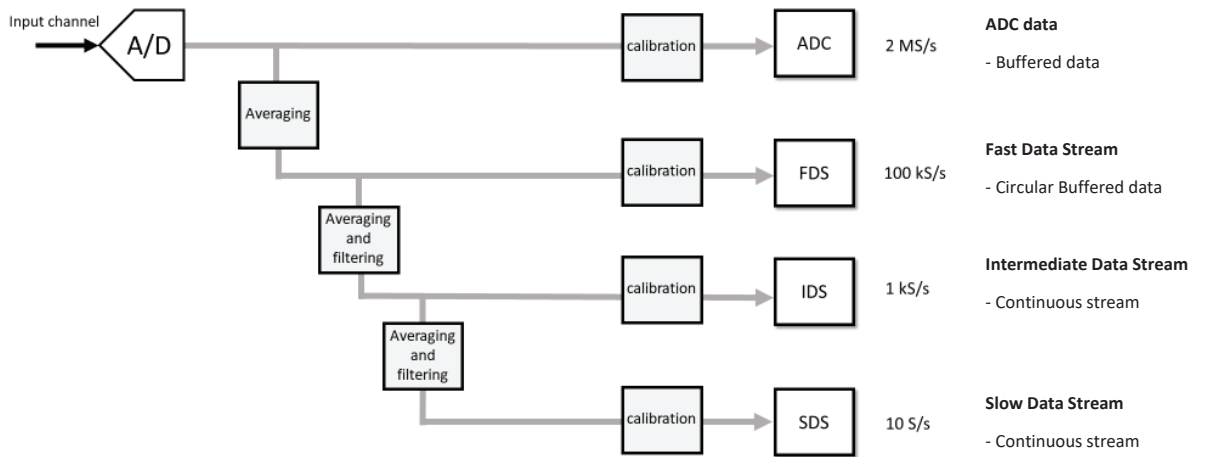 Input channel
A/D
calibration
ADC
2 MS/s
ADC data
- Buffered data
Averaging
calibration
FDS
100 kS/s
Fast Data Stream
- Circular Buffered data
Averaging
and
filtering
calibration
IDS
1 kS/s
Intermediate Data Stream
- Continuous stream
Averaging
and
filtering
calibration
SDS
10 S/s
Slow Data Stream
- Continuous stream